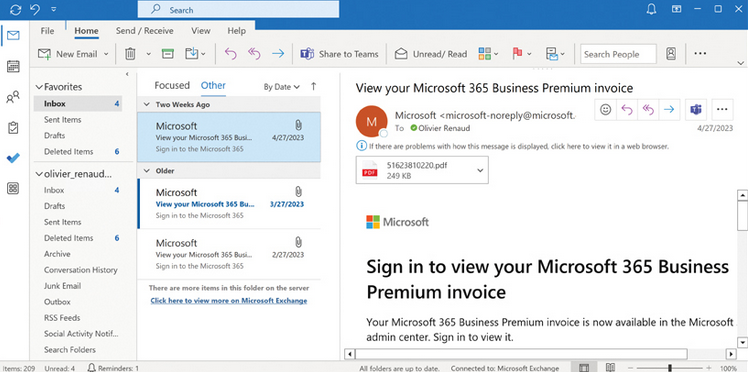 Search
File Home Send / Receive View Help
New Email Share to Teams Unread/ Read Search People
Favorites
Inbox 4
Sent Items
Drafts
Deleted Items 6
olivier_renaud...
Inbox 4
Drafts
Sent Items
Deleted Items 6
Archive
Conversation History
Junk Email
Outbox
RSS Feeds
Social Activity Notif...
Search Folders
Focused Other By Date
Two Weeks Ago
Microsoft
View your Microsoft 365 Busi... 4/27/2023
Sign in to the Microsoft 365
Older
Microsoft
View your Microsoft 365 Bu... 3/27/2023
Sign in to the Microsoft 365
Microsoft
View your Microsoft 365 Busi... 2/27/2023
Sign in to the Microsoft 365
There are more items in this folder on the server
Click here to view more on Microsoft Exchange
View your Microsoft 365 Business Premium invoice
M
Microsoft <microsoft-noreply@microsoft.
To Olivier Renaud
4/27/2023
If there are problems with how this message is displayed, click here to view it in a web browser.
PDF
51623810220.pdf
249 KB
Microsoft
Sign in to view your Microsoft 365 Business
Premium invoice
Your Microsoft 365 Business Premium invoice is now available in the Microsoft
admin center. Sign in to view it.
Items: 209 Unread: 4 Reminders: 1 All folders are up to date. Connected to: Microsoft Exchange 100%